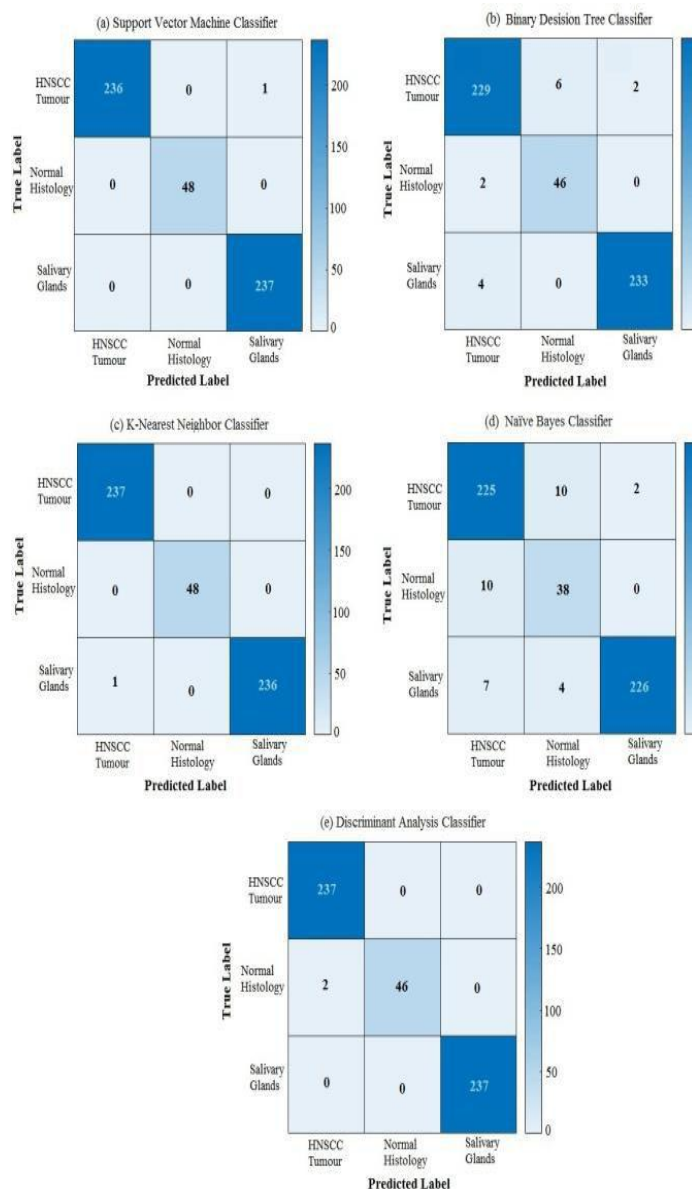 (a) Support Vector Machine Classifier
HNSCC
Tumour
236 0 1
200
Normal
Histology
0 48 0
150
100
Salivary
Glands
0 0 237
50
0
True Label
HNSCC
Tumour
Normal
Histology
Salivary
Glands
Predicted Label
(b) Binary Desision Tree Classifier
HNSCC
Tumour
229 6 2
Normal
Histology
2 46 0
Salivary
Glands
4 0 233
True Label
HNSCC
Tumour
Normal
Histology
Salivary
Glands
Predicted Label
(c) K-Nearest Neighbor Classifier
HNSCC
Tumour
237 0 0
200
Normal
Histology
0 48 0
150
100
Salivary
Glands
1 0 236
50
0
True Label
HNSCC
Tumour
Normal
Histology
Salivary
Glands
Predicted Label
(d) Naïve Bayes Classifier
HNSCC
Tumour
225 10 2
Normal
Histology
10 38 0
Salivary
Glands
7 4 226
True Label
HNSCC
Tumour
Normal
Histology
Salivary
Glands
Predicted Label
(e) Discriminant Analysis Classifier
HNSCC
Tumour
237 0 0
200
Normal
Histology
2 46 0
150
100
Salivary
Glands
0 0 237
50
0
True Label
HNSCC
Tumour
Normal
Histology
Salivary
Glands
Predicted Label